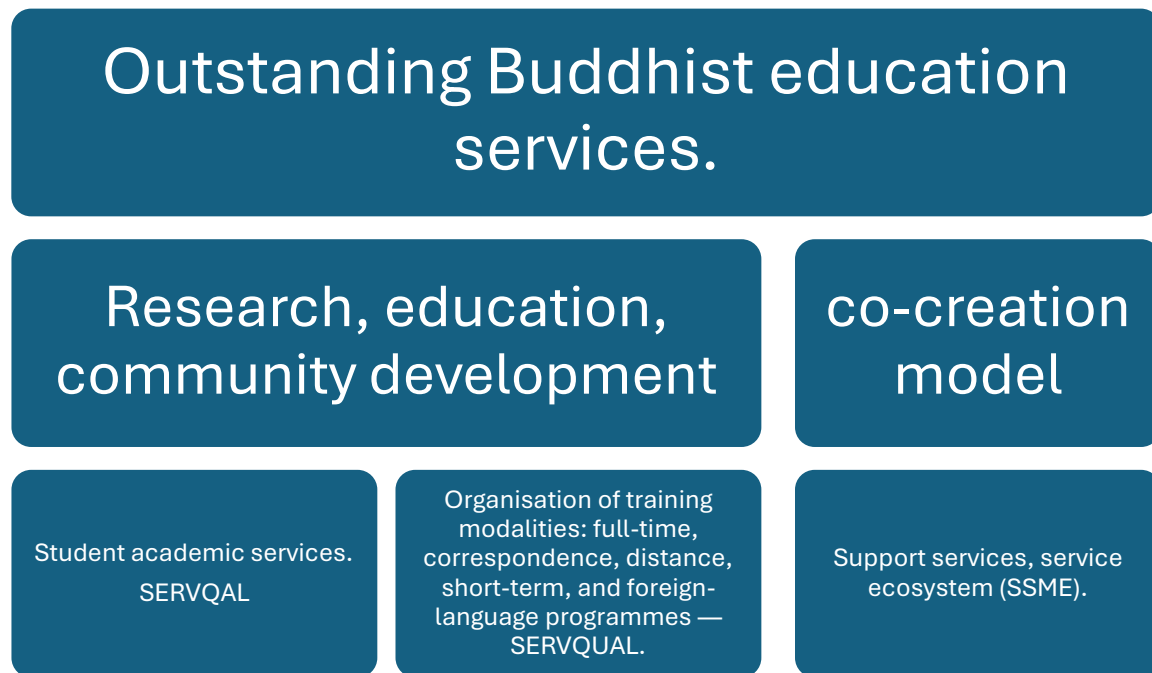 Outstanding Buddhist education
services.
Research, education,
community development
co-creation
model
Student academic services.
SERVQAL
Organisation of training
modalities: full-time,
correspondence, distance,
short-term, and foreign-
language programmes —
SERVQUAL.
Support services, service
ecosystem (SSME).